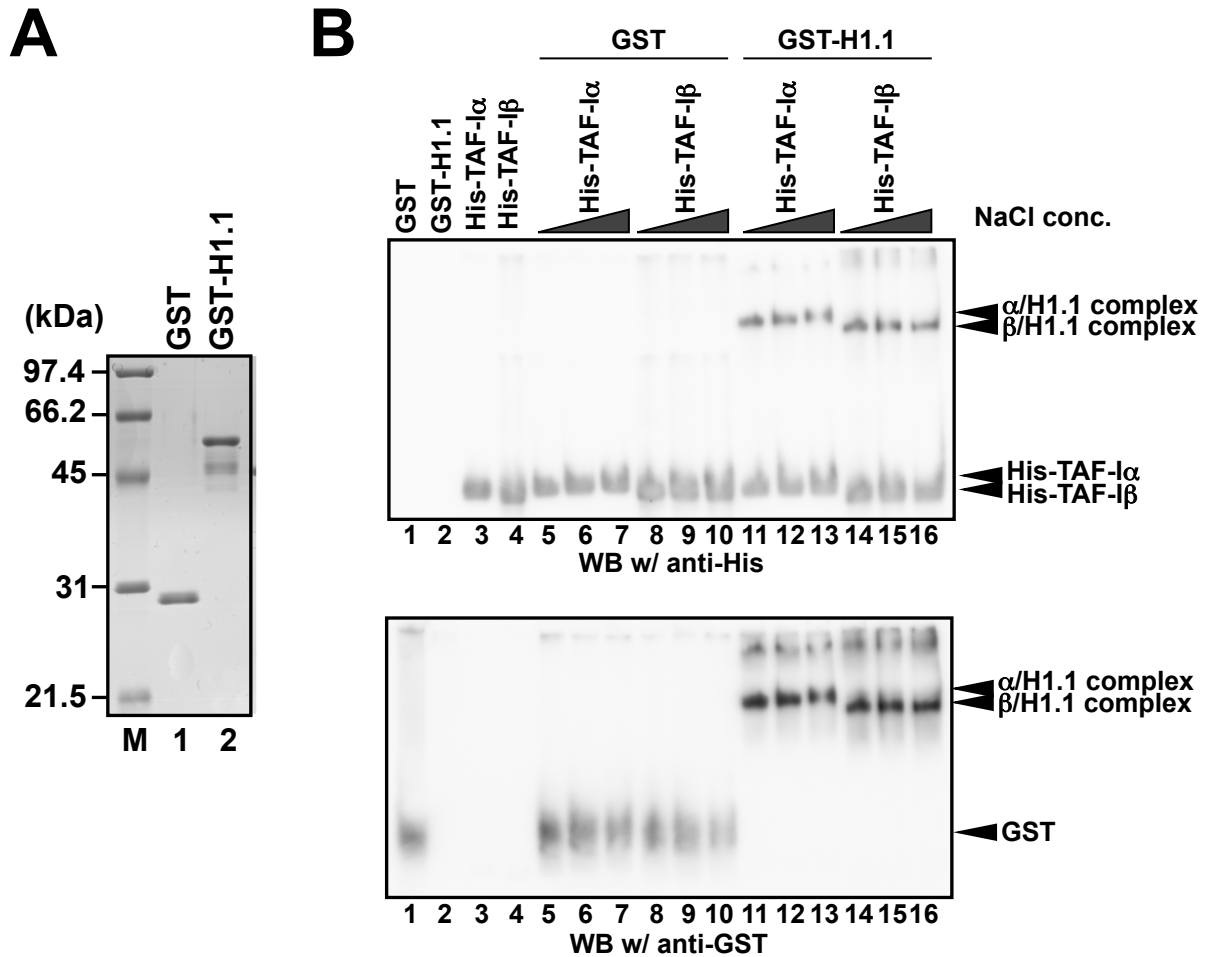 A
(kDa)
GST
GST-H1.1
97.4
66.2
45
31
21.5
M 1 2
B
GST GST-H1.1
GST
GST-H1.1
His-TAF-Iα
His-TAF-Iβ
His-TAF-Iα
His-TAF-Iβ
His-TAF-Iα
His-TAF-Iβ
NaCl conc.
α/H1.1 complex
β/H1.1 complex
His-TAF-Iα
His-TAF-Iβ
1 2 3 4 5 6 7 8 9 10 11 12 13 14 15 16
WB w/ anti-His
α/H1.1 complex
β/H1.1 complex
GST
1 2 3 4 5 6 7 8 9 10 11 12 13 14 15 16
WB w/ anti-GST